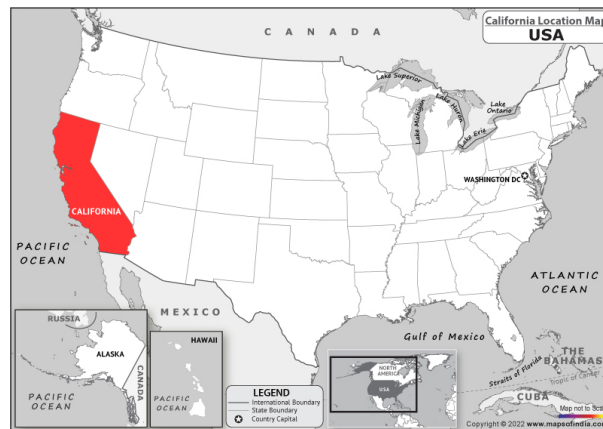 CANADA
California Location Map
USA
Lake Superior
Lake Michigan
Lake Huron
Lake Ontario
Lake Erie
WASHINGTON DC
CALIFORNIA
PACIFIC
OCEAN
ATLANTIC
OCEAN
MEXICO
Gulf of Mexico
RUSSIA
ALASKA
CANADA
PACIFIC
OCEAN
HAWAII
PACIFIC
OCEAN
LEGEND
International Boundary
State Boundary
Country Capital
NORTH
AMERICA
USA
Straits of Florida
THE
BAHAMAS
Tropic of Cancer
CUBA
Map not to Scale
Copyright © 2022 www.mapsofindia.com